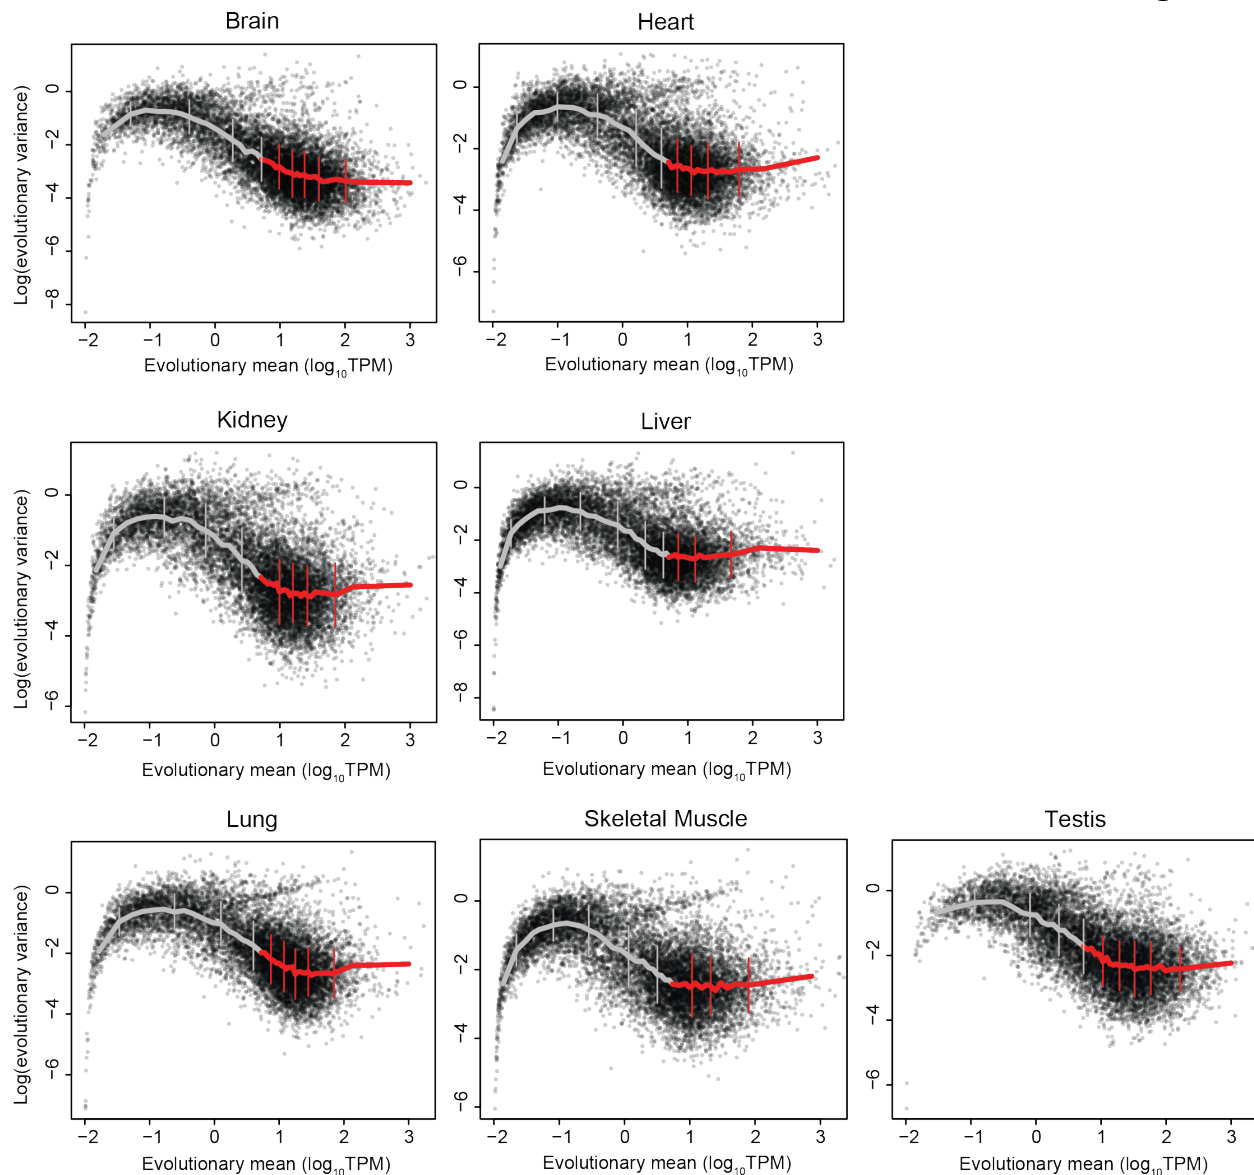 Brain
Heart
Log(evolutionary variance)
0
−2
−4
−6
−8
0
−2
−4
−6
−2 −1 0 1 2 3
−2 −1 0 1 2 3
Evolutionary mean (log10TPM)
Evolutionary mean (log10TPM)
Kidney
Liver
Log(evolutionary variance)
0
−2
−4
−6
0
−2
−4
−6
−8
−2 −1 0 1 2 3
−2 −1 0 1 2 3
Evolutionary mean (log10TPM)
Evolutionary mean (log10TPM)
Lung
Skeletal Muscle
Testis
Log(evolutionary variance)
0
−2
−4
−6
0
−2
−4
−6
0
−2
−4
−6
−2 −1 0 1 2 3
−2 −1 0 1 2 3
−2 −1 0 1 2 3
Evolutionary mean (log10TPM)
Evolutionary mean (log10TPM)
Evolutionary mean (log10TPM)